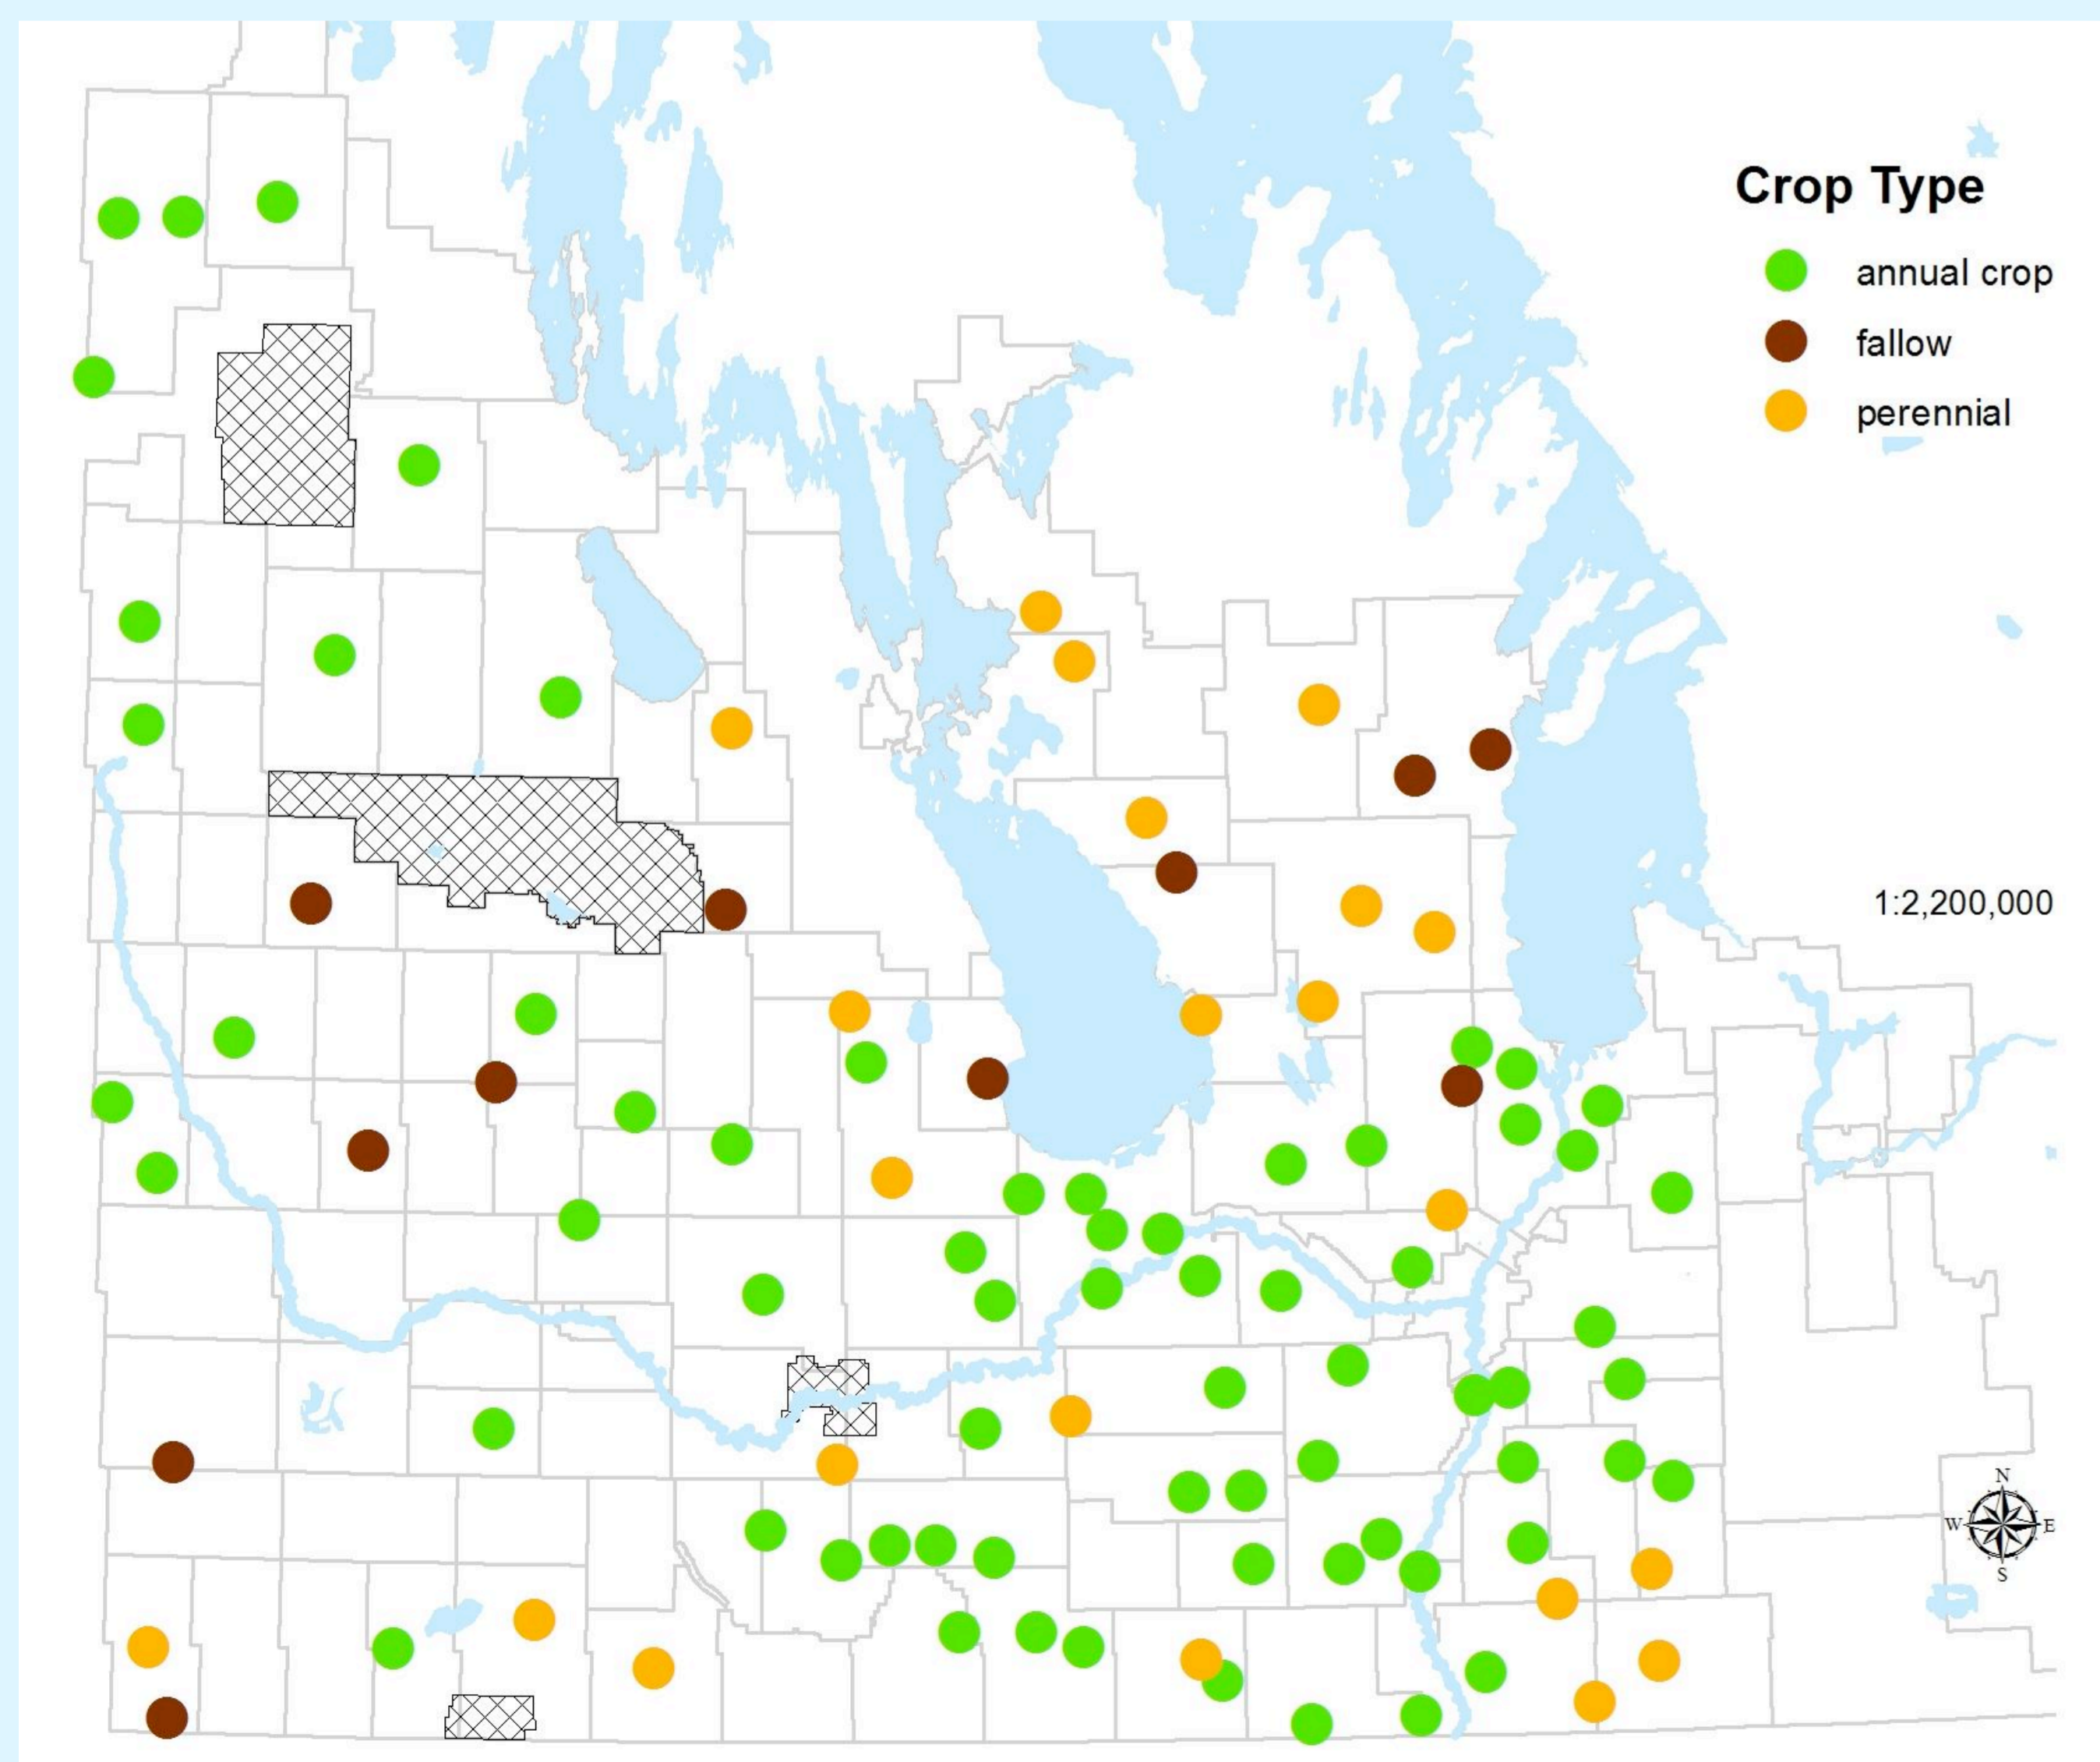 Crop Type
annual crop
fallow
perennial
1:2,200,000
N
W E
S